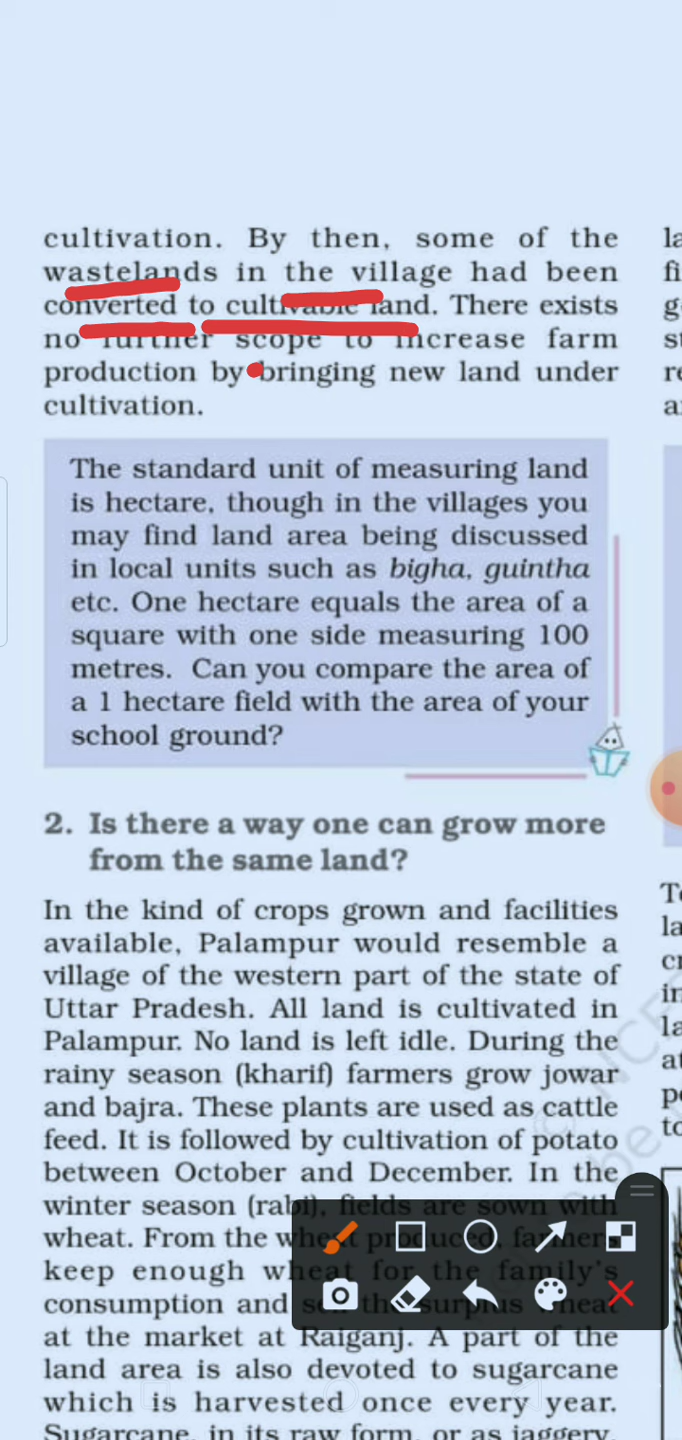 cultivation. By then, some of the
wastelands in the village had been
converted to cultivable land. There exists
no further scope to increase farm
production by bringing new land under
cultivation.
The standard unit of measuring land
is hectare, though in the villages you
may find land area being discussed
in local units such as bigha, guintha
etc. One hectare equals the area of a
square with one side measuring 100
metres. Can you compare the area of
a 1 hectare field with the area of your
school ground?
2. Is there a way one can grow more
from the same land?
In the kind of crops grown and facilities
available, Palampur would resemble a
village of the western part of the state of
Uttar Pradesh. All land is cultivated in
Palampur. No land is left idle. During the
rainy season (kharif) farmers grow jowar
and bajra. These plants are used as cattle
feed. It is followed by cultivation of potato
between October and December. In the
winter season (rabi), fields are sown with
wheat. From the wheat produced, farmers
keep enough wheat for the family's
consumption and sell the surplus wheat
at the market at Raiganj. A part of the
land area is also devoted to sugarcane
which is harvested once every year.
Sugarcane, in its raw form, or as jaggery,